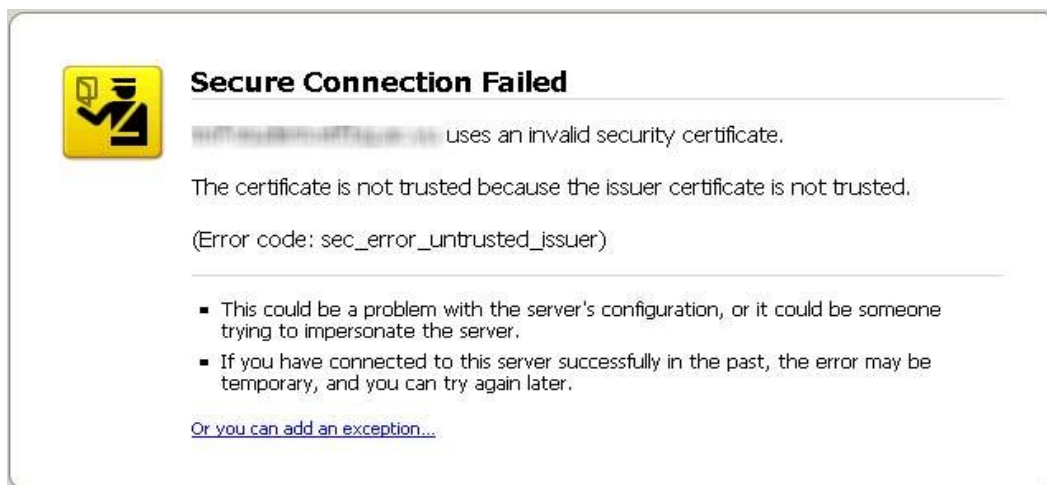 Secure Connection Failed
uses an invalid security certificate.
The certificate is not trusted because the issuer certificate is not trusted.
(Error code: sec_error_untrusted_issuer)
This could be a problem with the server's configuration, or it could be someone
trying to impersonate the server.
If you have connected to this server successfully in the past, the error may be
temporary, and you can try again later.
Or you can add an exception...